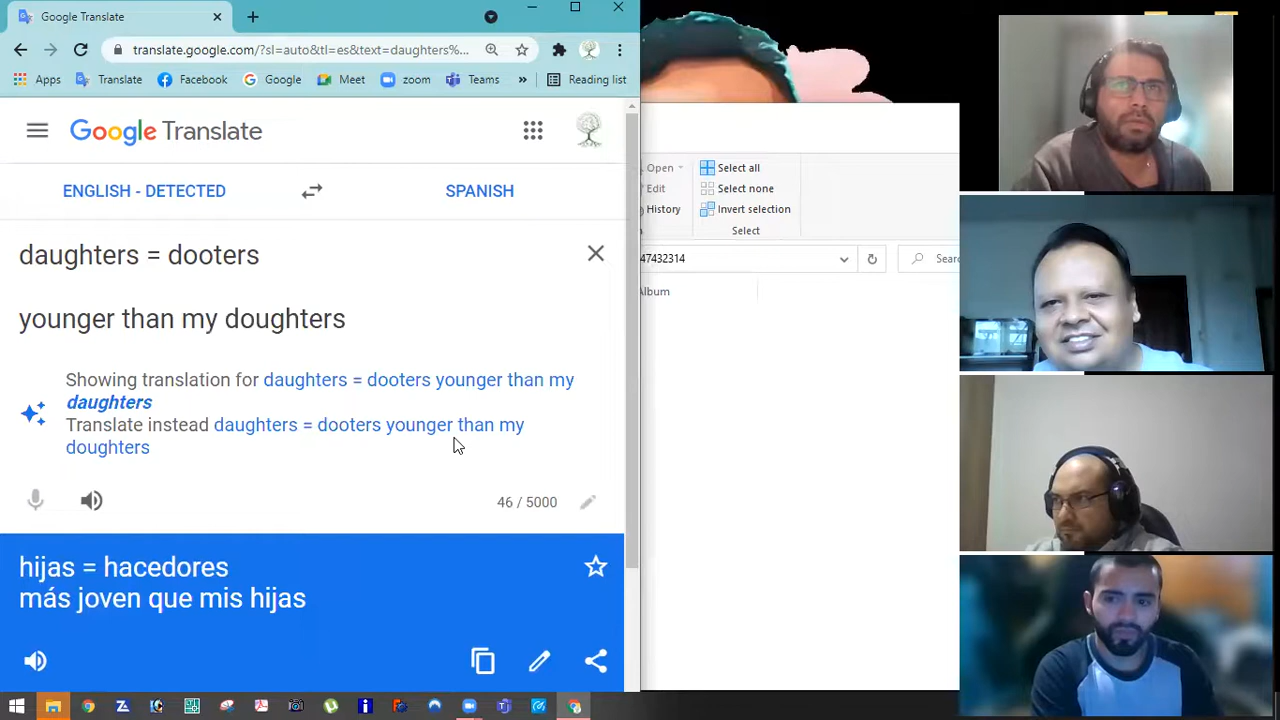 Google Translate
translate.google.com/?sl=auto&tl=es&text=daughters%...
Apps Translate Facebook Google Meet zoom Teams » Reading list
Google Translate
ENGLISH - DETECTED SPANISH
daughters = dooters
younger than my doughters
Showing translation for daughters = dooters younger than my
daughters
Translate instead daughters = dooters younger than my
doughters
46 / 5000
hijas = hacedores
más joven que mis hijas
Open
Edit
History
Select all
Select none
Invert selection
Select
47432314
Sear
Album